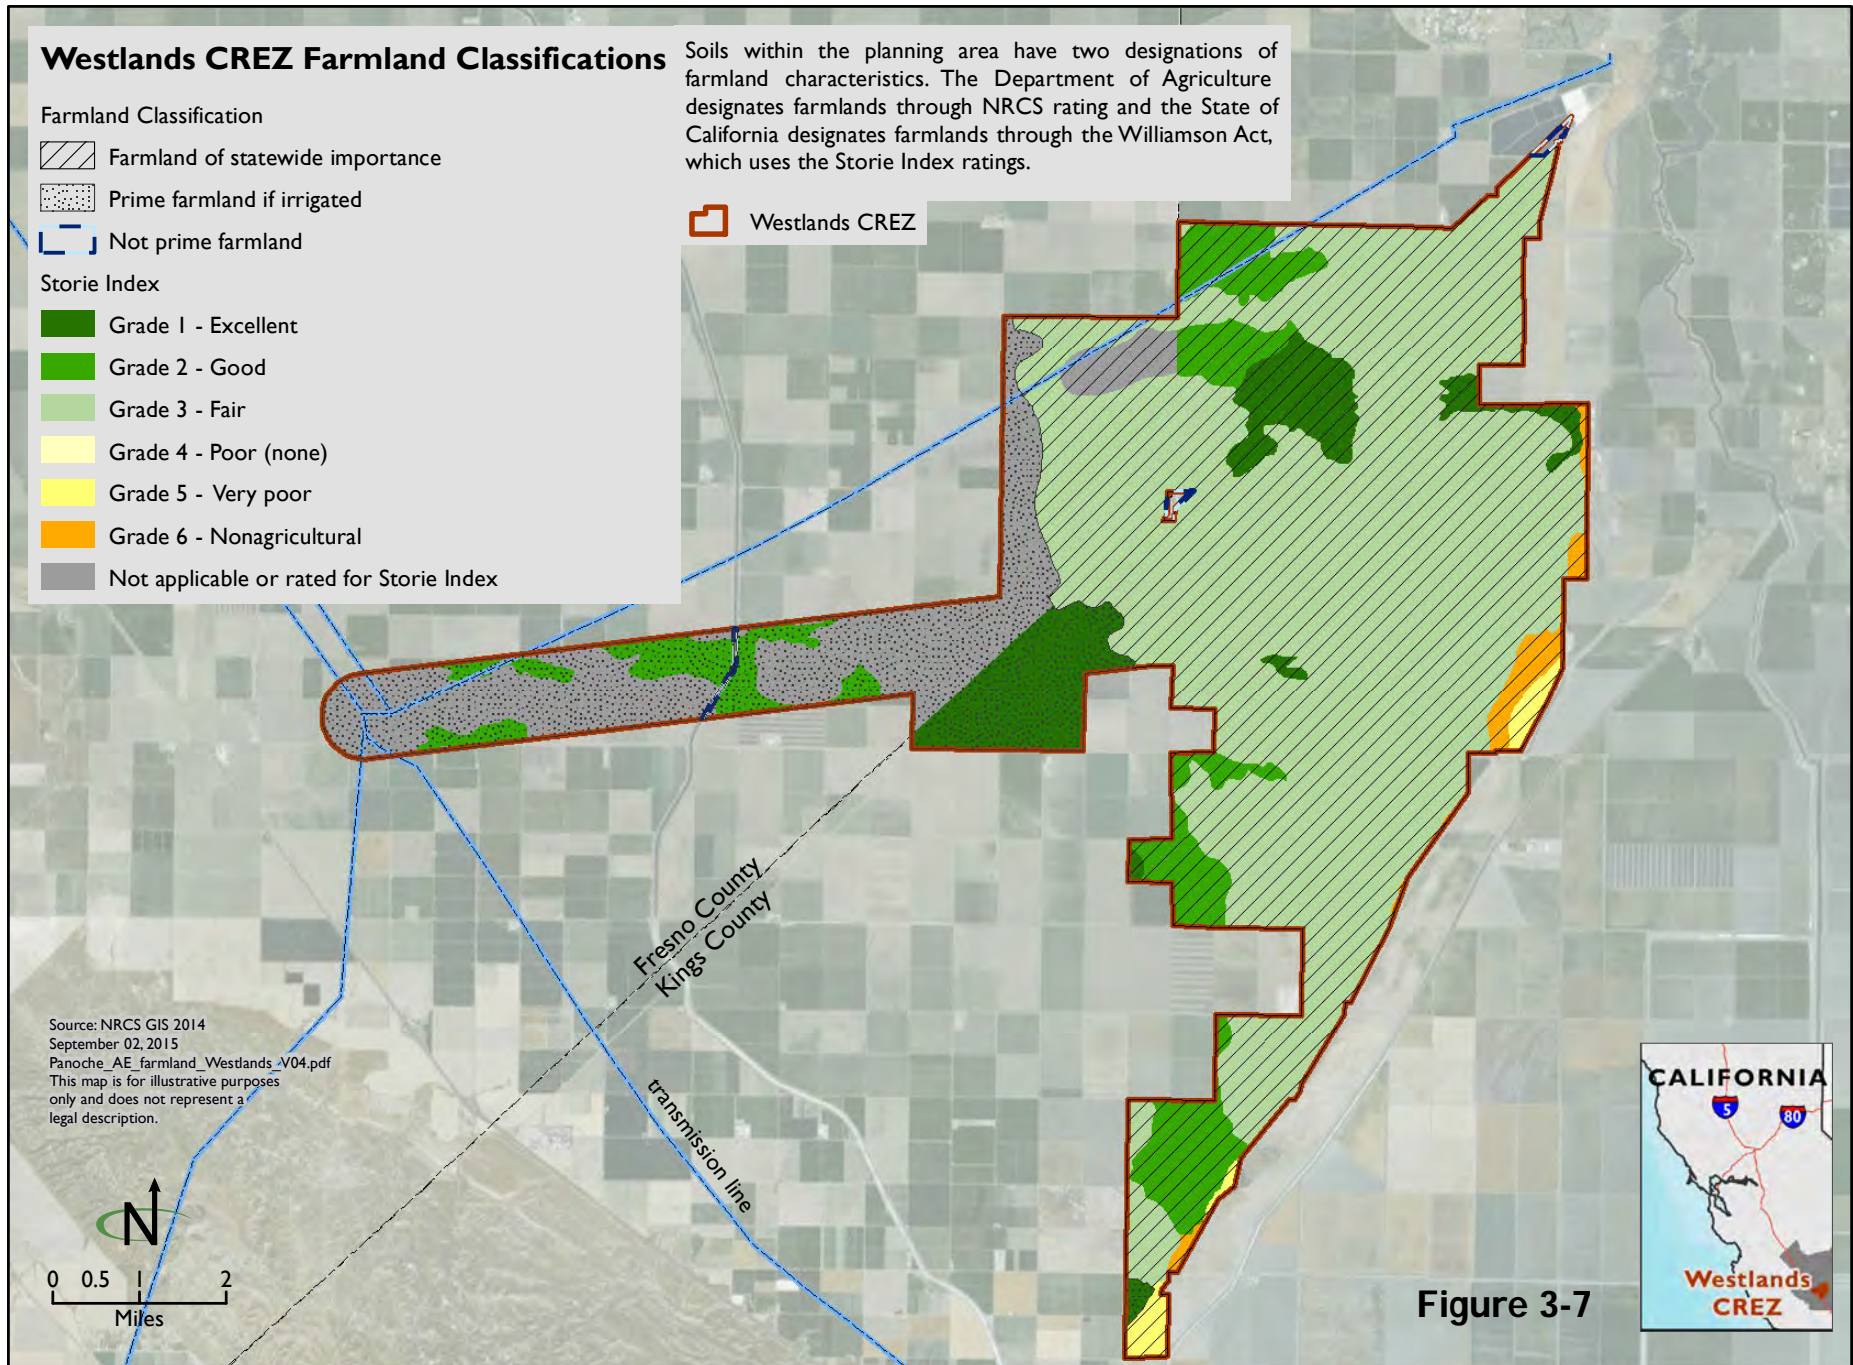 Westlands CREZ Farmland Classifications
Farmland Classification
Farmland of statewide importance
Prime farmland if irrigated
Not prime farmland
Storie Index
Grade 1 - Excellent
Grade 2 - Good
Grade 3 - Fair
Grade 4 - Poor (none)
Grade 5 - Very poor
Grade 6 - Nonagricultural
Not applicable or rated for Storie Index
Soils within the planning area have two designations of
farmland characteristics. The Department of Agriculture
designates farmlands through NRCS rating and the State of
California designates farmlands through the Williamson Act,
which uses the Storie Index ratings.
Westlands CREZ
Fresno County
Kings County
transmission line
Source: NRCS GIS 2014
September 02, 2015
Panoche_AE_farmland_Westlands_V04.pdf
This map is for illustrative purposes
only and does not represent a
legal description.
N
0 0.5 1 2
Miles
Figure 3-7
CALIFORNIA
5
80
Westlands
CREZ